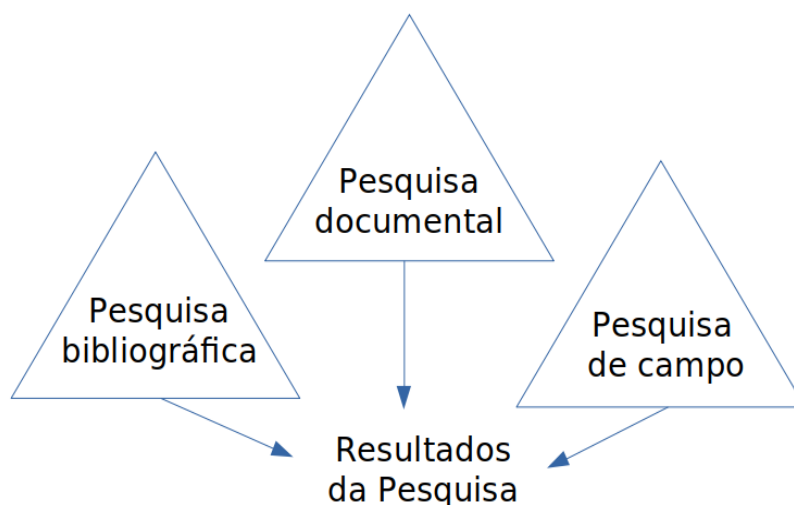 Pesquisa
documental
Pesquisa
bibliográfica
Pesquisa
de campo
Resultados
da Pesquisa